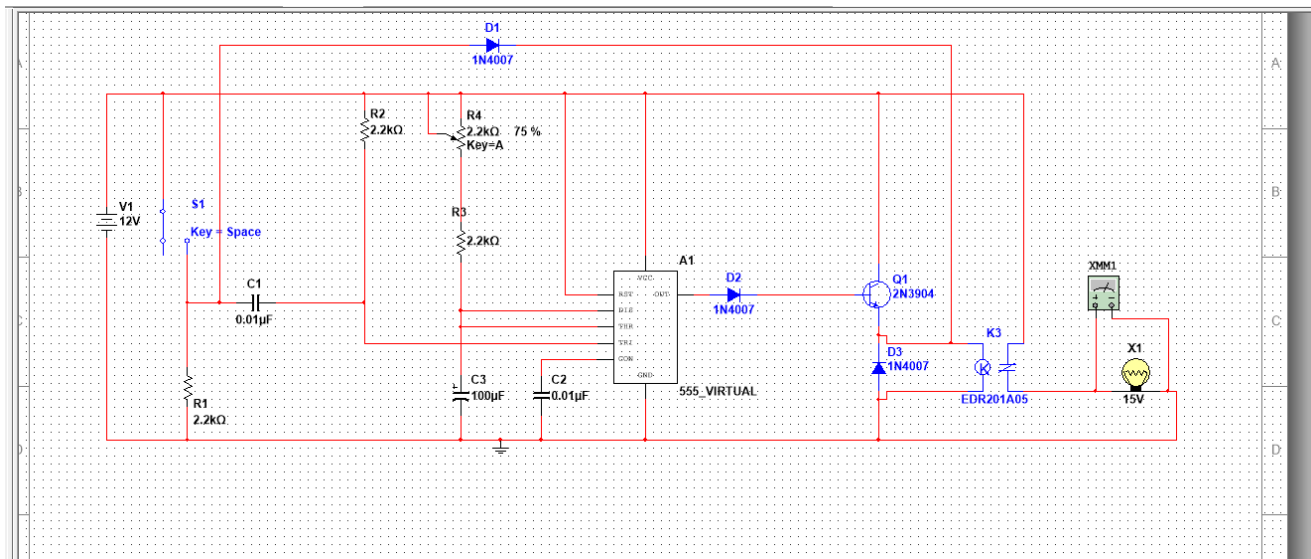 D1
1N4007
A
A
R2
2.2kΩ
R4
2.2kΩ 75 %
Key=A
B
B
V1
12V
S1
Key = Space
R3
2.2kΩ
A1
VCC
RST
OUT
DIS
THR
TRI
CON
GND
555_VIRTUAL
D2
1N4007
Q1
2N3904
XMM1
C1
0.01µF
C
C
K3
K
EDR201A05
D3
1N4007
X1
15V
R1
2.2kΩ
C3
100µF
C2
0.01µF
D
D